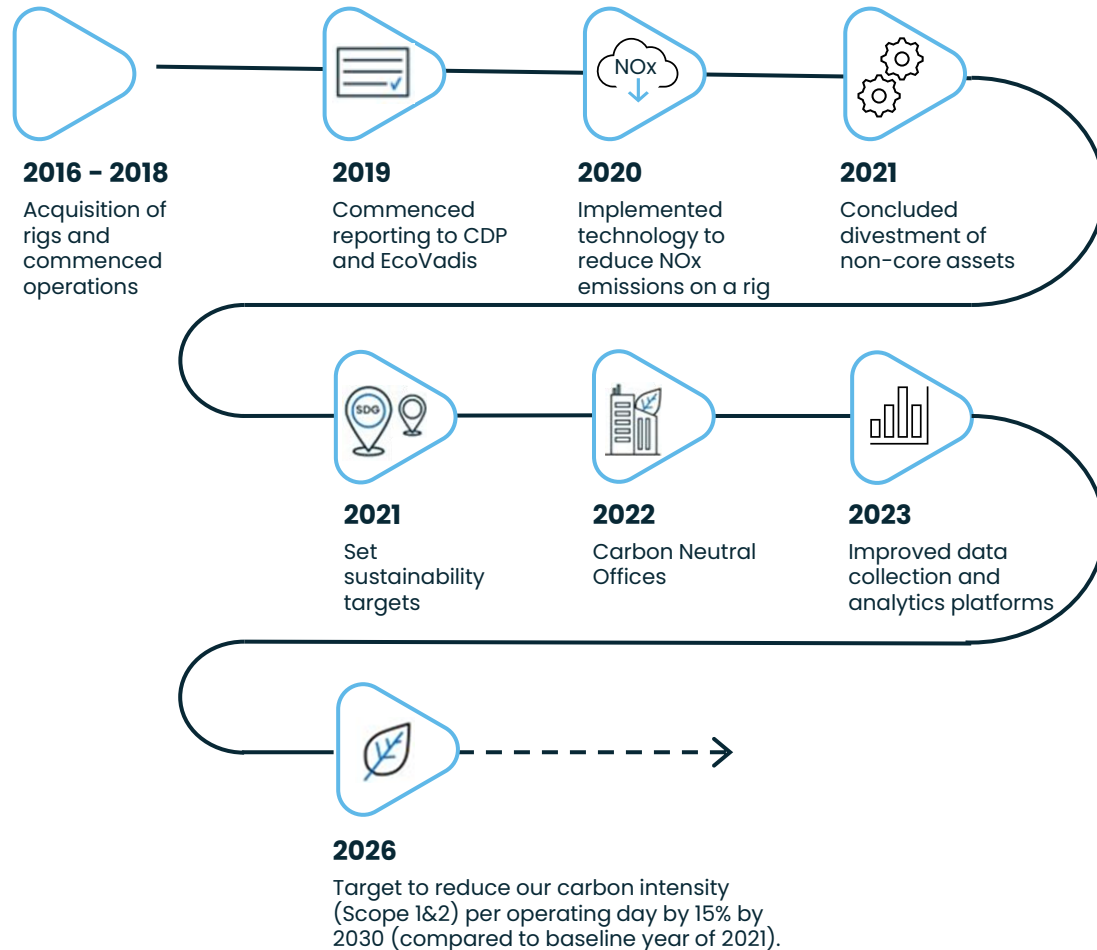 NOx
2016 - 2018
Acquisition of
rigs and
commenced
operations
2019
Commenced
reporting to CDP
and EcoVadis
2020
Implemented
technology to
reduce NOx
emissions on a rig
2021
Concluded
divestment of
non-core assets
SDG
2021
Set
sustainability
targets
2022
Carbon Neutral
Offices
2023
Improved data
collection and
analytics platforms
2026
Target to reduce our carbon intensity
(Scope 1&2) per operating day by 15% by
2030 (compared to baseline year of 2021).